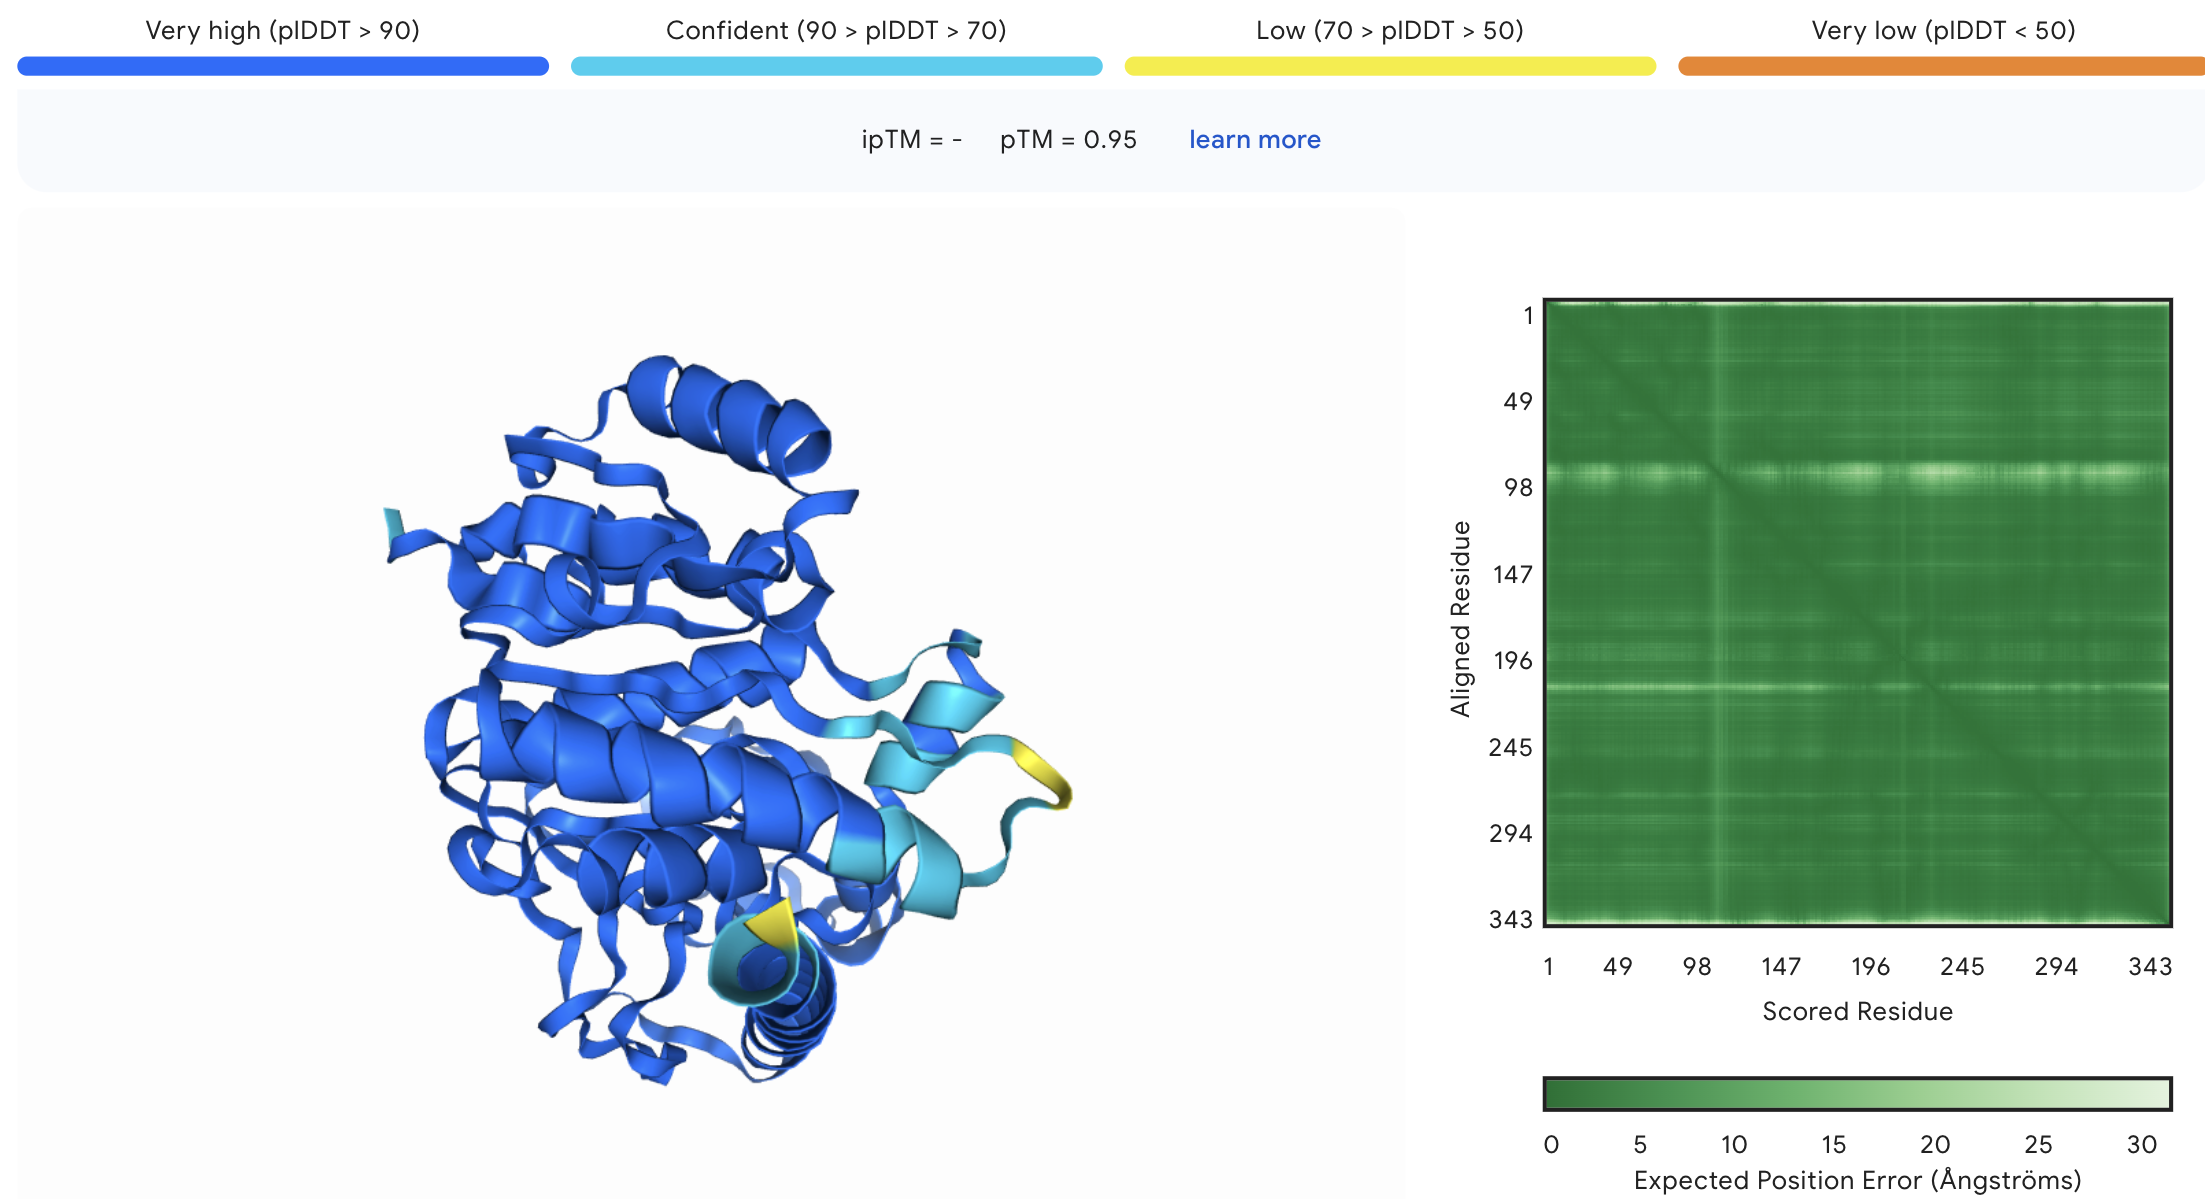 Very high (pIDDT > 90) Confident (90 > pIDDT > 70) Low (70 > pIDDT > 50) Very low (pIDDT < 50)
ipTM = - pTM = 0.95 learn more
Aligned Residue
1
49
98
147
196
245
294
343
1 49 98 147 196 245 294 343
Scored Residue
0 5 10 15 20 25 30
Expected Position Error (Ångströms)